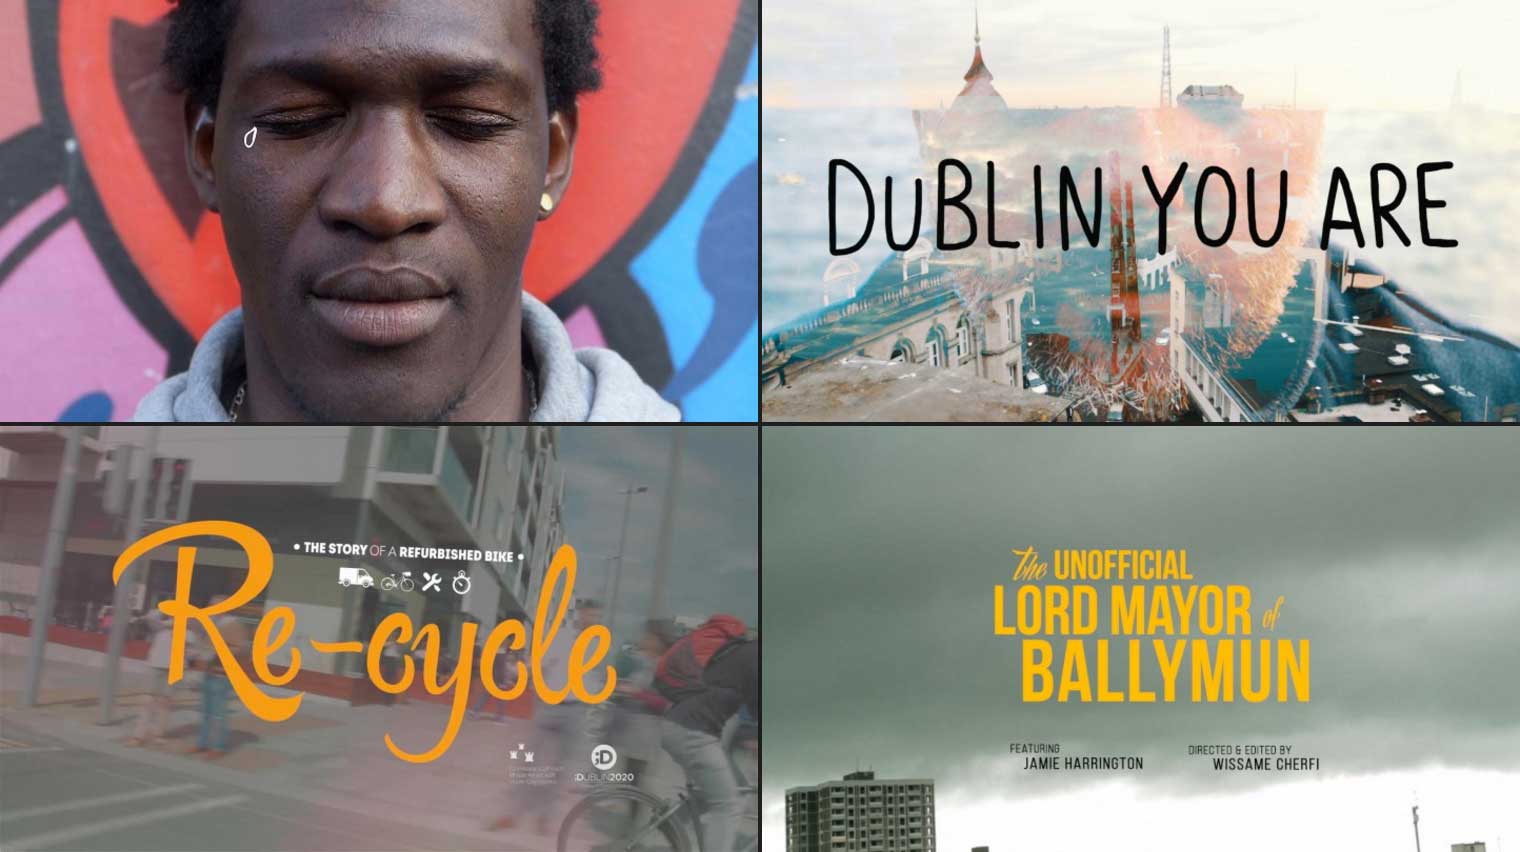 DuBLIN YOU ARE
• THE STORY OF A REFURBISHED BIKE •
Re-cycle
;D
;DUBLIN2020
the UNOFFICIAL
LORD MAYOR of
BALLYMUN
FEATURING
JAMIE HARRINGTON
DIRECTED & EDITED BY
WISSAME CHERFI